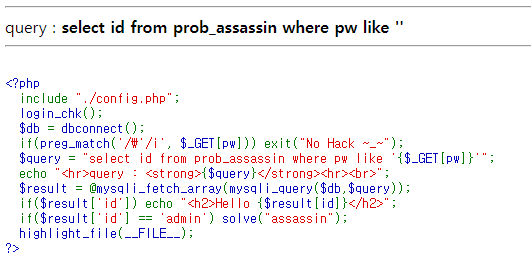 query : select id from prob_assassin where pw like ''
<?php
include "./config.php";
login_chk();
$db = dbconnect();
if(preg_match('/₩'/i', $_GET[pw])) exit("No Hack ~_~");
$query = "select id from prob_assassin where pw like '{$_GET[pw]}'";
echo "<hr>query : <strong>{$query}</strong><hr><br>";
$result = @mysqli_fetch_array(mysqli_query($db,$query));
if($result['id']) echo "<h2>Hello {$result[id]}</h2>";
if($result['id'] == 'admin') solve("assassin");
highlight_file(__FILE__);
?>